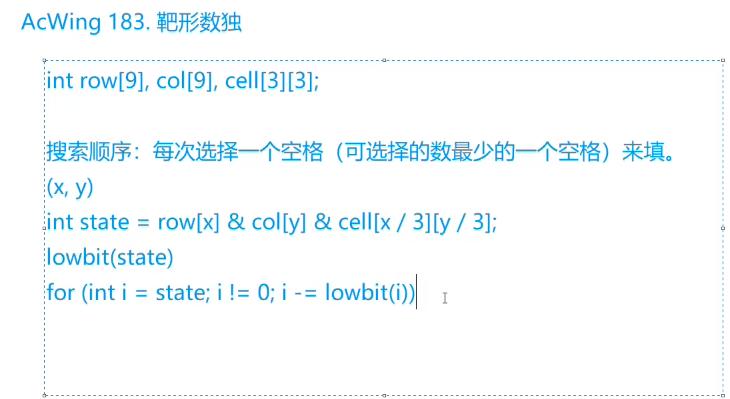 AcWing 183. 靶形数独
int row[9], col[9], cell[3][3];
搜索顺序：每次选择一个空格（可选择的数最少的一个空格）来填。
(x, y)
int state = row[x] & col[y] & cell[x / 3][y / 3];
lowbit(state)
for (int i = state; i != 0; i -= lowbit(i))